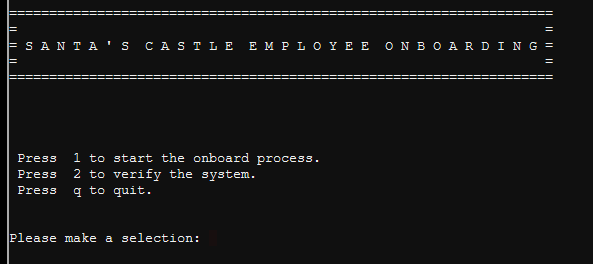 ====================================================================
=                                                                  =
= S A N T A ' S  C A S T L E  E M P L O Y E E  O N B O A R D I N G =
=                                                                  =
====================================================================
Press  1 to start the onboard process.
Press  2 to verify the system.
Press  q to quit.
Please make a selection: